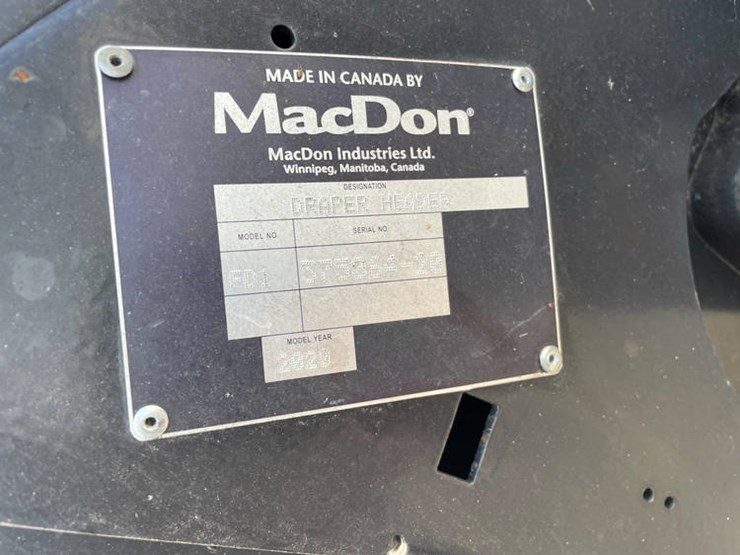 MADE IN CANADA BY
MacDon®
MacDon Industries Ltd.
Winnipeg, Manitoba, Canada
DESIGNATION
DRAPER HEADER
MODEL NO.
SERIAL NO.
FD1
MODEL YEAR
2020